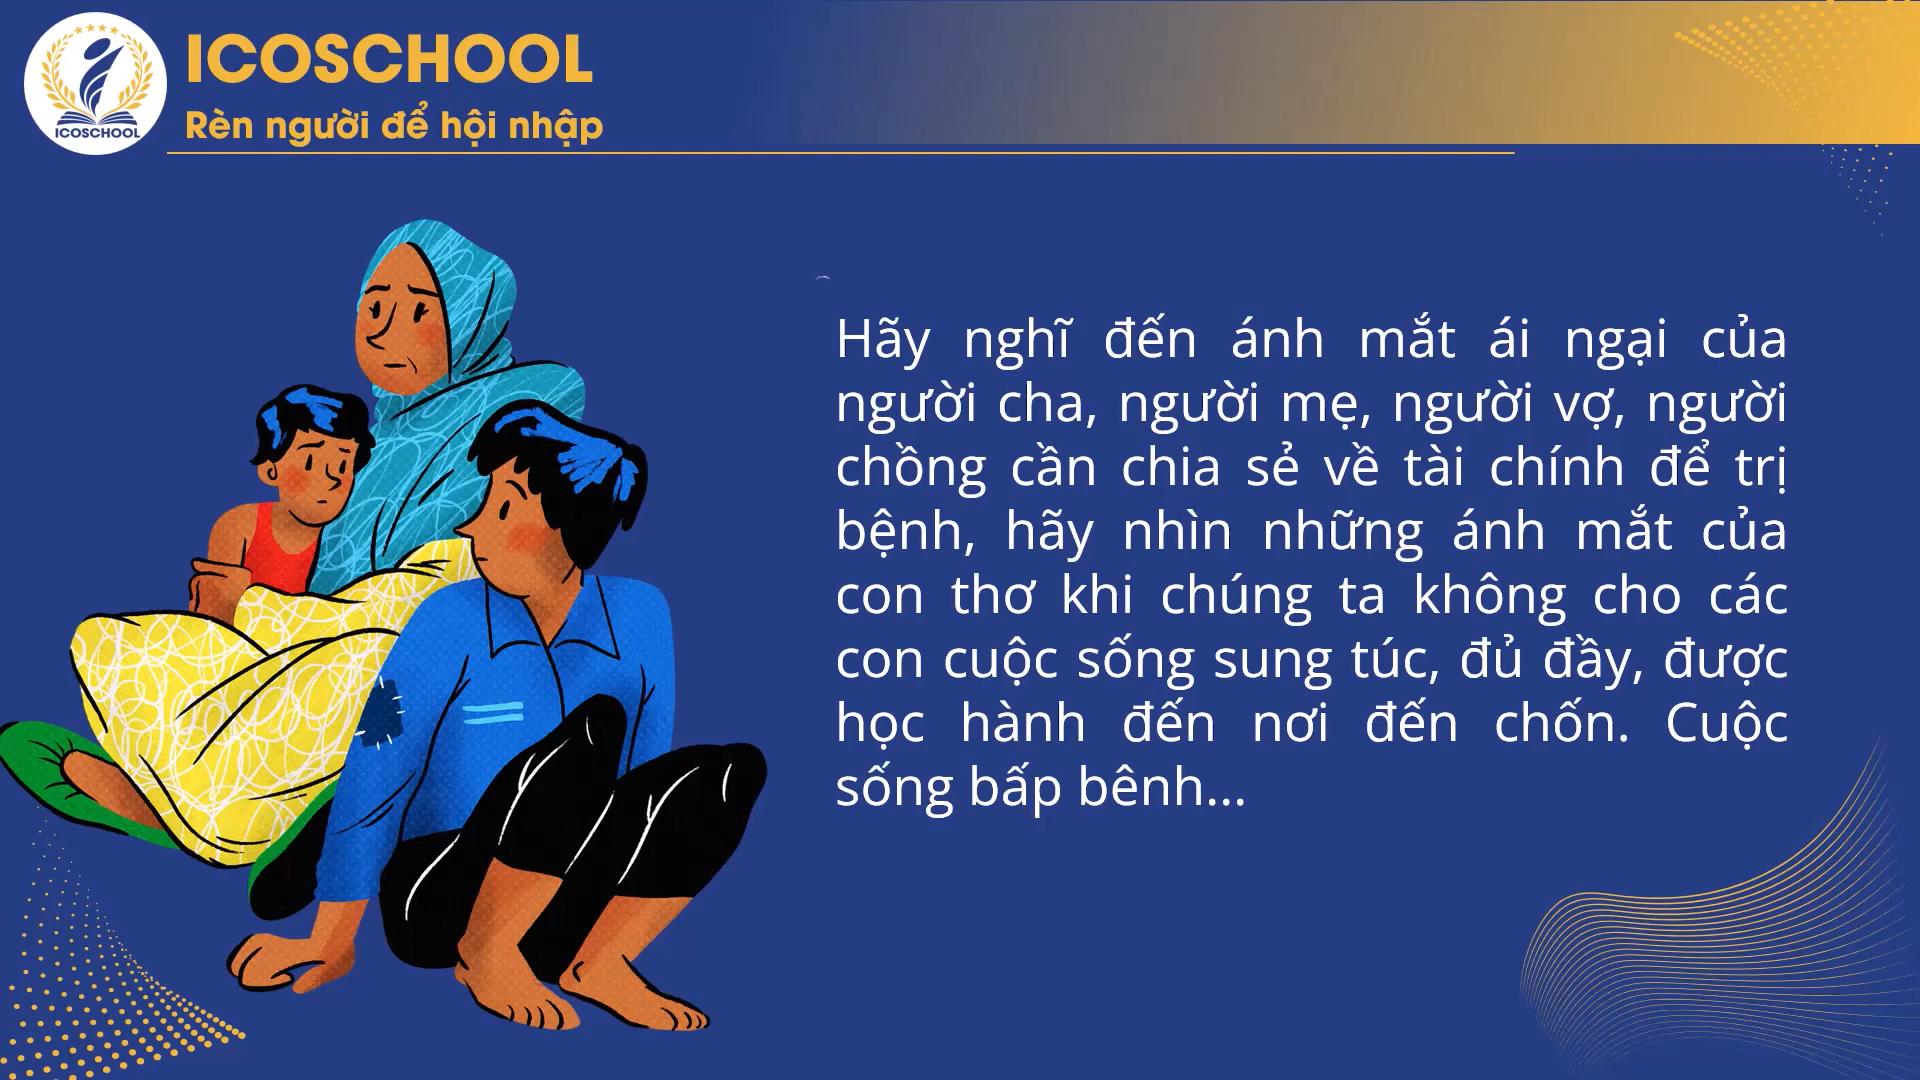 ICOSCHOOL
Rèn người để hội nhập
ICOSCHOOL
Hãy nghĩ đến ánh mắt ái ngại của
người cha, người mẹ, người vợ, người
chồng cần chia sẻ về tài chính để trị
bệnh, hãy nhìn những ánh mắt của
con thơ khi chúng ta không cho các
con cuộc sống sung túc, đủ đầy, được
học hành đến nơi đến chốn. Cuộc
sống bấp bênh...